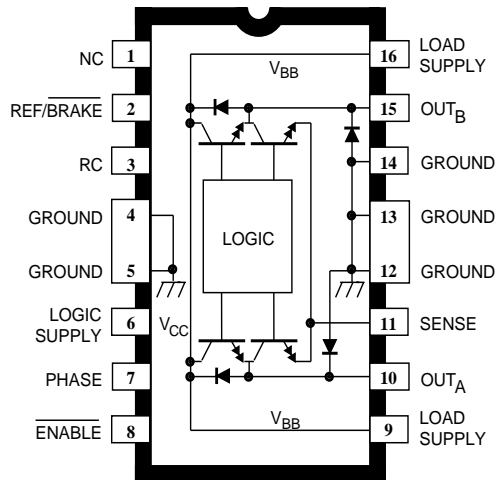 NC 1
REF/BRAKE 2
RC 3
GROUND 4
GROUND 5
LOGIC
SUPPLY 6
PHASE 7
ENABLE 8
V_BB
LOGIC
V_CC
V_BB
16 LOAD
SUPPLY
15 OUT_B
14 GROUND
13 GROUND
12 GROUND
11 SENSE
10 OUT_A
9 LOAD
SUPPLY